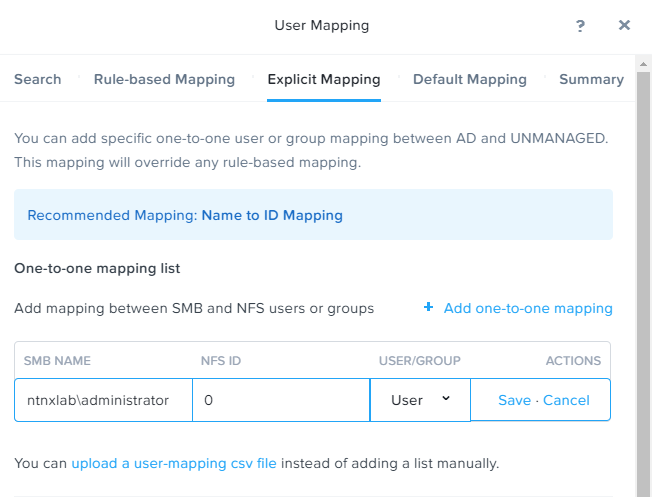 User Mapping ? ×
Search Rule-based Mapping Explicit Mapping Default Mapping Summary
You can add specific one-to-one user or group mapping between AD and UNMANAGED.
This mapping will override any rule-based mapping.
Recommended Mapping: Name to ID Mapping
One-to-one mapping list
Add mapping between SMB and NFS users or groups + Add one-to-one mapping
SMB NAME NFS ID USER/GROUP ACTIONS
ntnxlab\administrator 0 User Save · Cancel
You can upload a user-mapping csv file instead of adding a list manually.